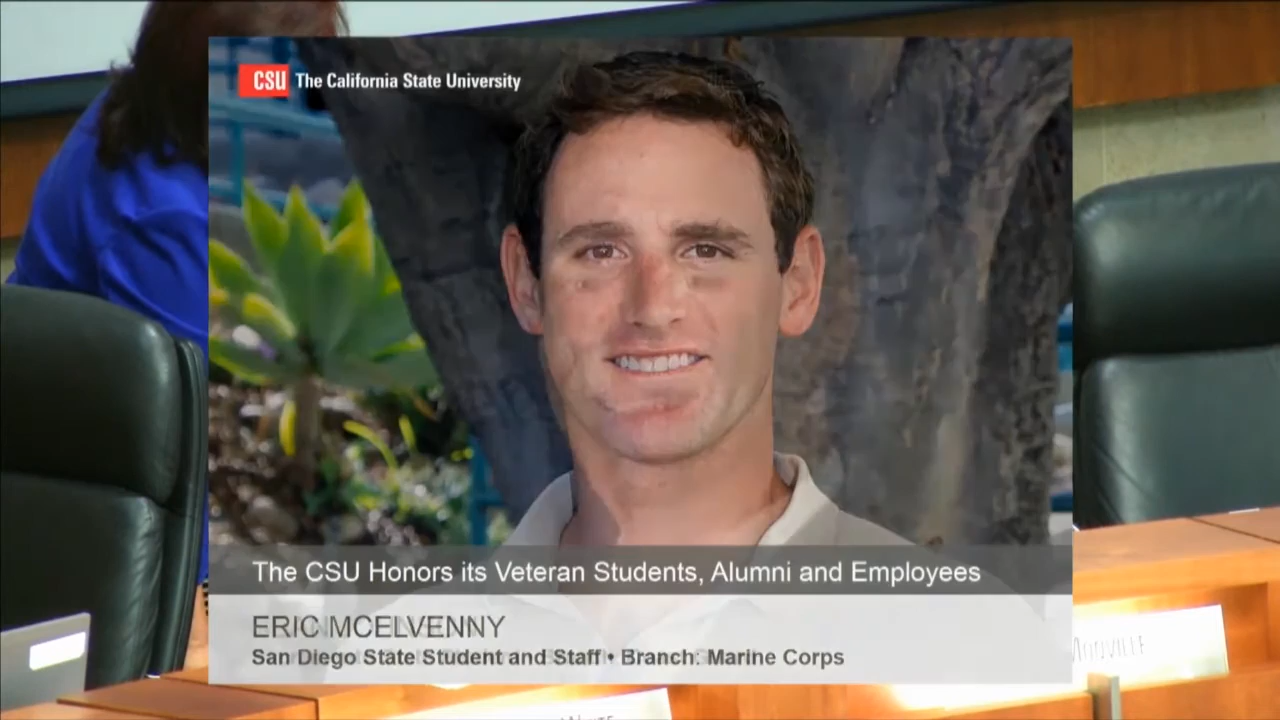 CSU The California State University
The CSU Honors its Veteran Students, Alumni and Employees
ERIC MCELVENNY
San Diego State Student and Staff • Branch: Marine Corps